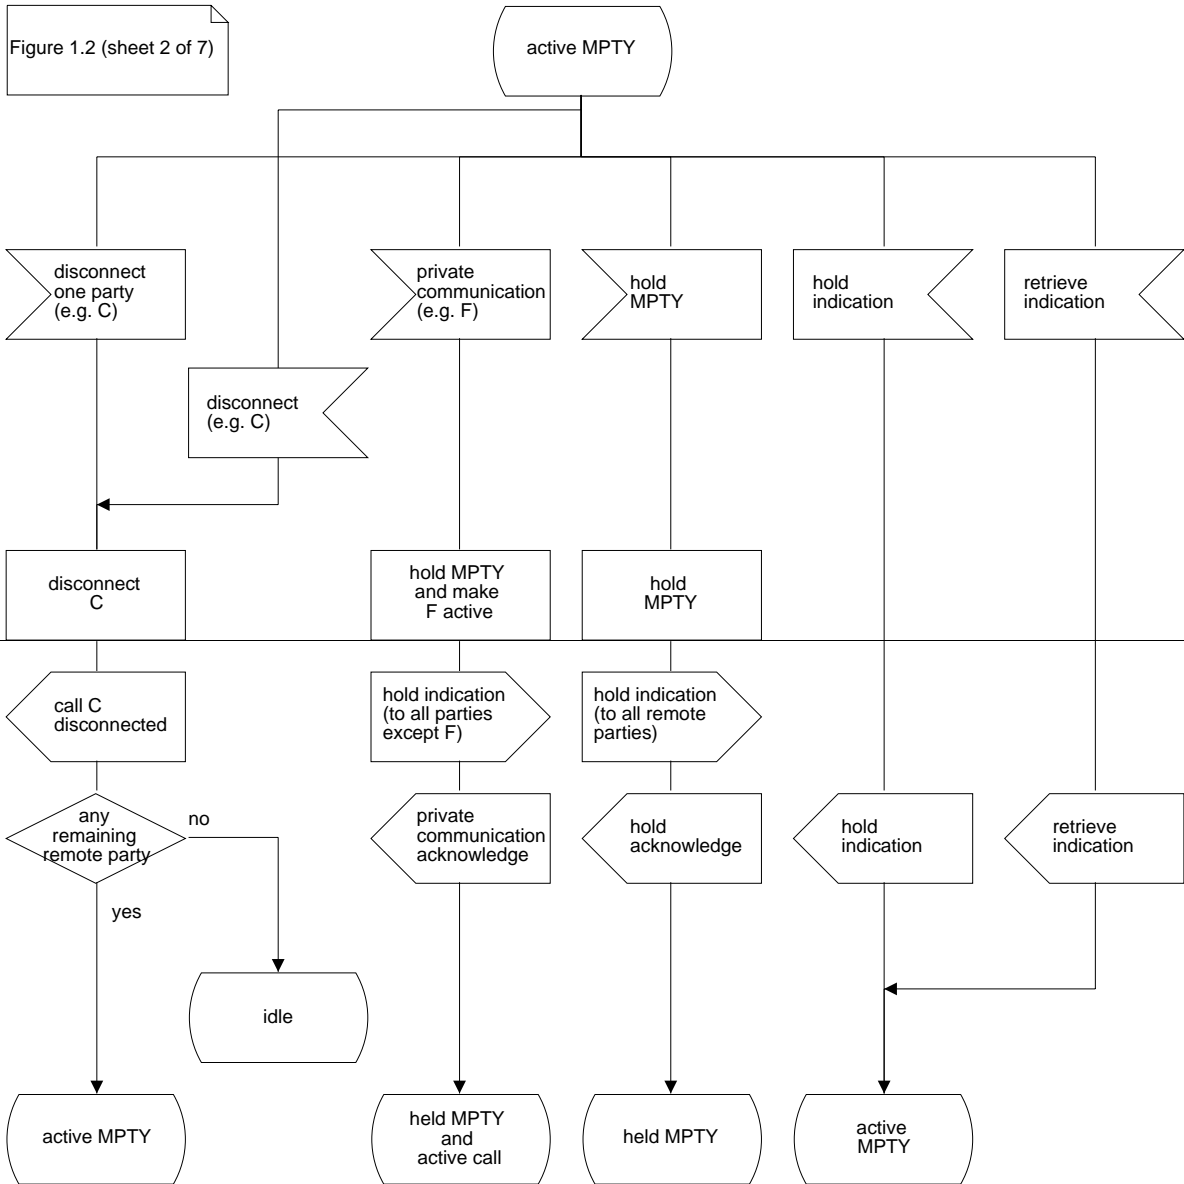 Figure 1.2 (sheet 2 of 7)
active MPTY
disconnect
one party
(e.g. C)
private
communication
(e.g. F)
hold
MPTY
hold
indication
retrieve
indication
disconnect
(e.g. C)
disconnect
C
hold MPTY
and make
F active
hold
MPTY
call C
disconnected
hold indication
(to all parties
except F)
hold indication
(to all remote
parties)
any
remaining
remote party
no
yes
private
communication
acknowledge
hold
acknowledge
hold
indication
retrieve
indication
idle
active MPTY
held MPTY
and
active call
held MPTY
active
MPTY